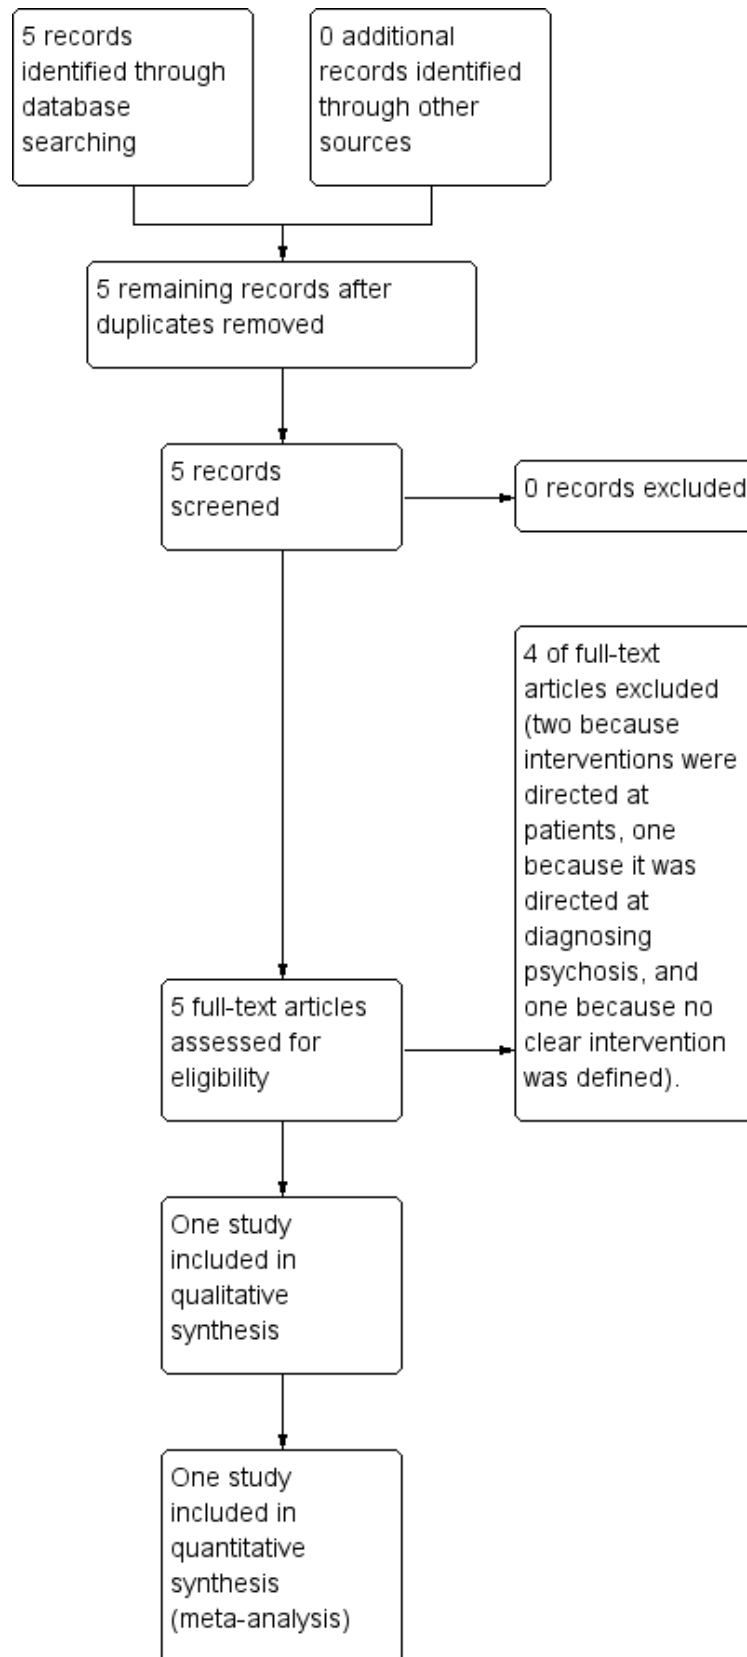 5 records
identified through
database
searching
0 additional
records identified
through other
sources
5 remaining records after
duplicates removed
5 records
screened
0 records excluded
5 full-text articles
assessed for
eligibility
4 of full-text
articles excluded
(two because
interventions were
directed at
patients, one
because it was
directed at
diagnosing
psychosis, and
one because no
clear intervention
was defined).
One study
included in
qualitative
synthesis
One study
included in
quantitative
synthesis
(meta-analysis)